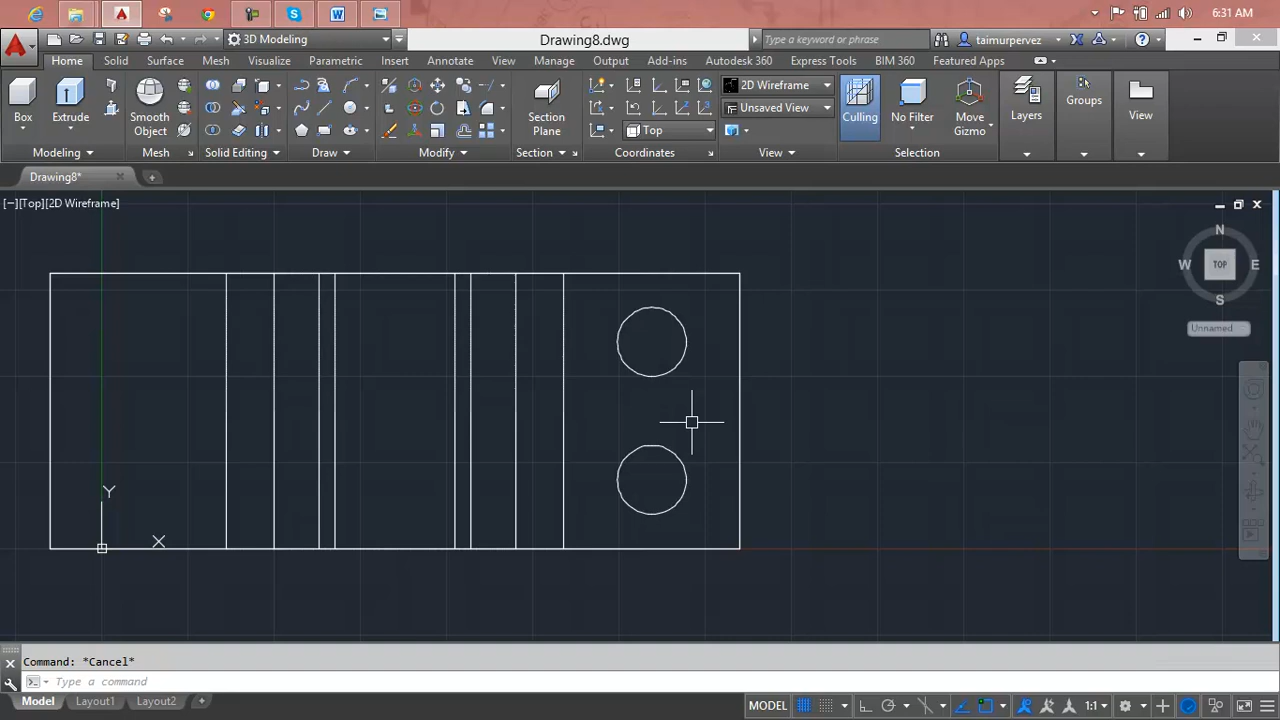 6:31 AM
3D Modeling
Drawing8.dwg
Type a keyword or phrase
taimurpervez
Home Solid Surface Mesh Visualize Parametric Insert Annotate View Manage Output Add-ins Autodesk 360 Express Tools BIM 360 Featured Apps
2D Wireframe
Unsaved View
Top
Box
Extrude
Smooth Object
Section Plane
Culling
No Filter
Move Gizmo
Layers
Groups
View
Modeling Mesh Solid Editing Draw Modify Section Coordinates View Selection
Drawing8*
[−][Top][2D Wireframe]
N
W TOP E
S
Unnamed
Y
X
Command: *Cancel*
Type a command
Model Layout1 Layout2
MODEL
1:1